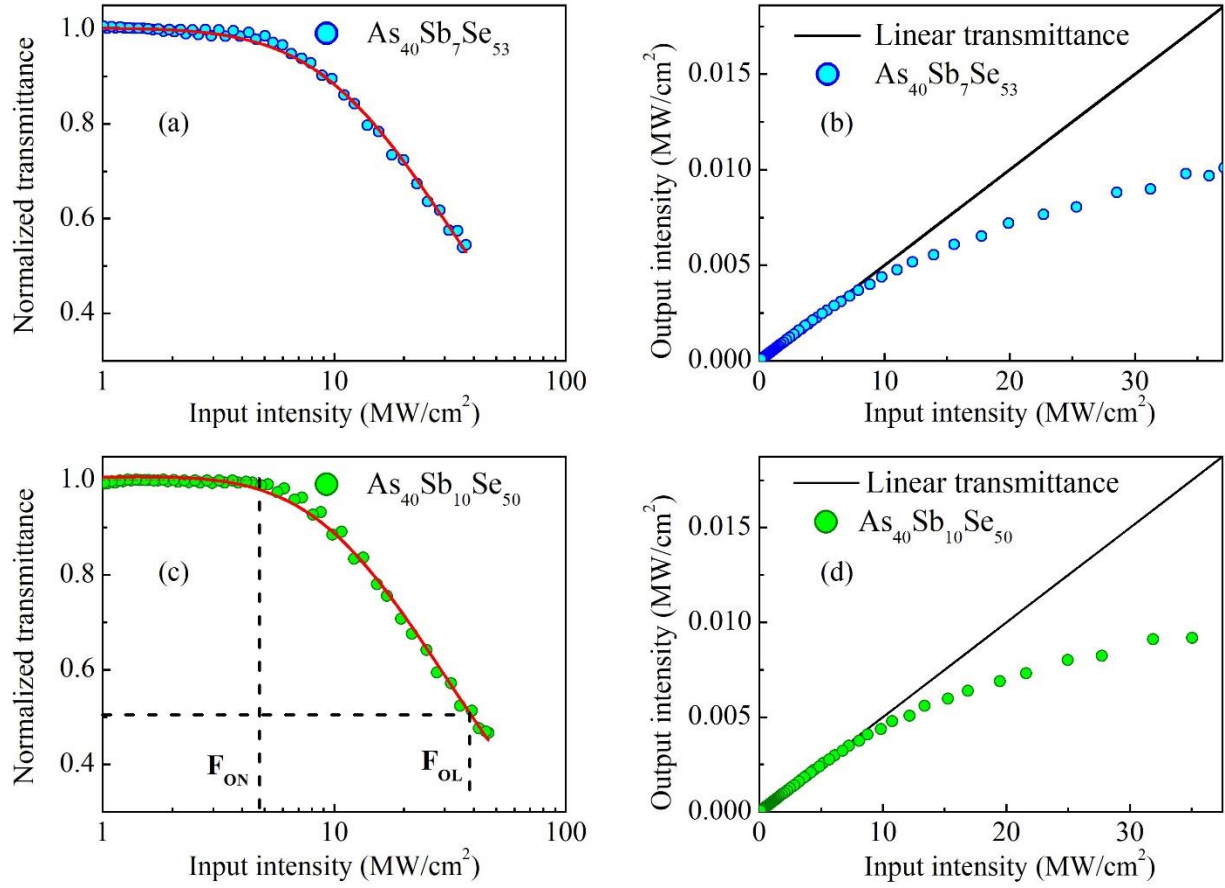 1.0
0.8
0.6
0.4
Normalized transmittance
As40Sb7Se53
(a)
1
10
100
Input intensity (MW/cm2)
0.015
0.010
0.005
0.000
Output intensity (MW/cm2)
Linear transmittance
As40Sb7Se53
(b)
0
10
20
30
Input intensity (MW/cm2)
1.0
0.8
0.6
0.4
Normalized transmittance
As40Sb10Se50
(c)
FON
FOL
1
10
100
Input intensity (MW/cm2)
0.015
0.010
0.005
0.000
Output intensity (MW/cm2)
Linear transmittance
As40Sb10Se50
(d)
0
10
20
30
Input intensity (MW/cm2)